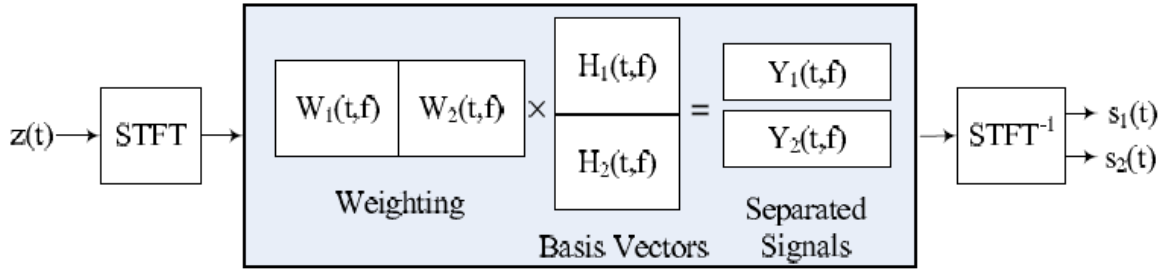 z(t)
STFT
W₁(t,f)
W₂(t,f)
×
H₁(t,f)
H₂(t,f)
=
Y₁(t,f)
Y₂(t,f)
STFT⁻¹
s₁(t)
s₂(t)
Weighting
Basis Vectors
Separated
Signals